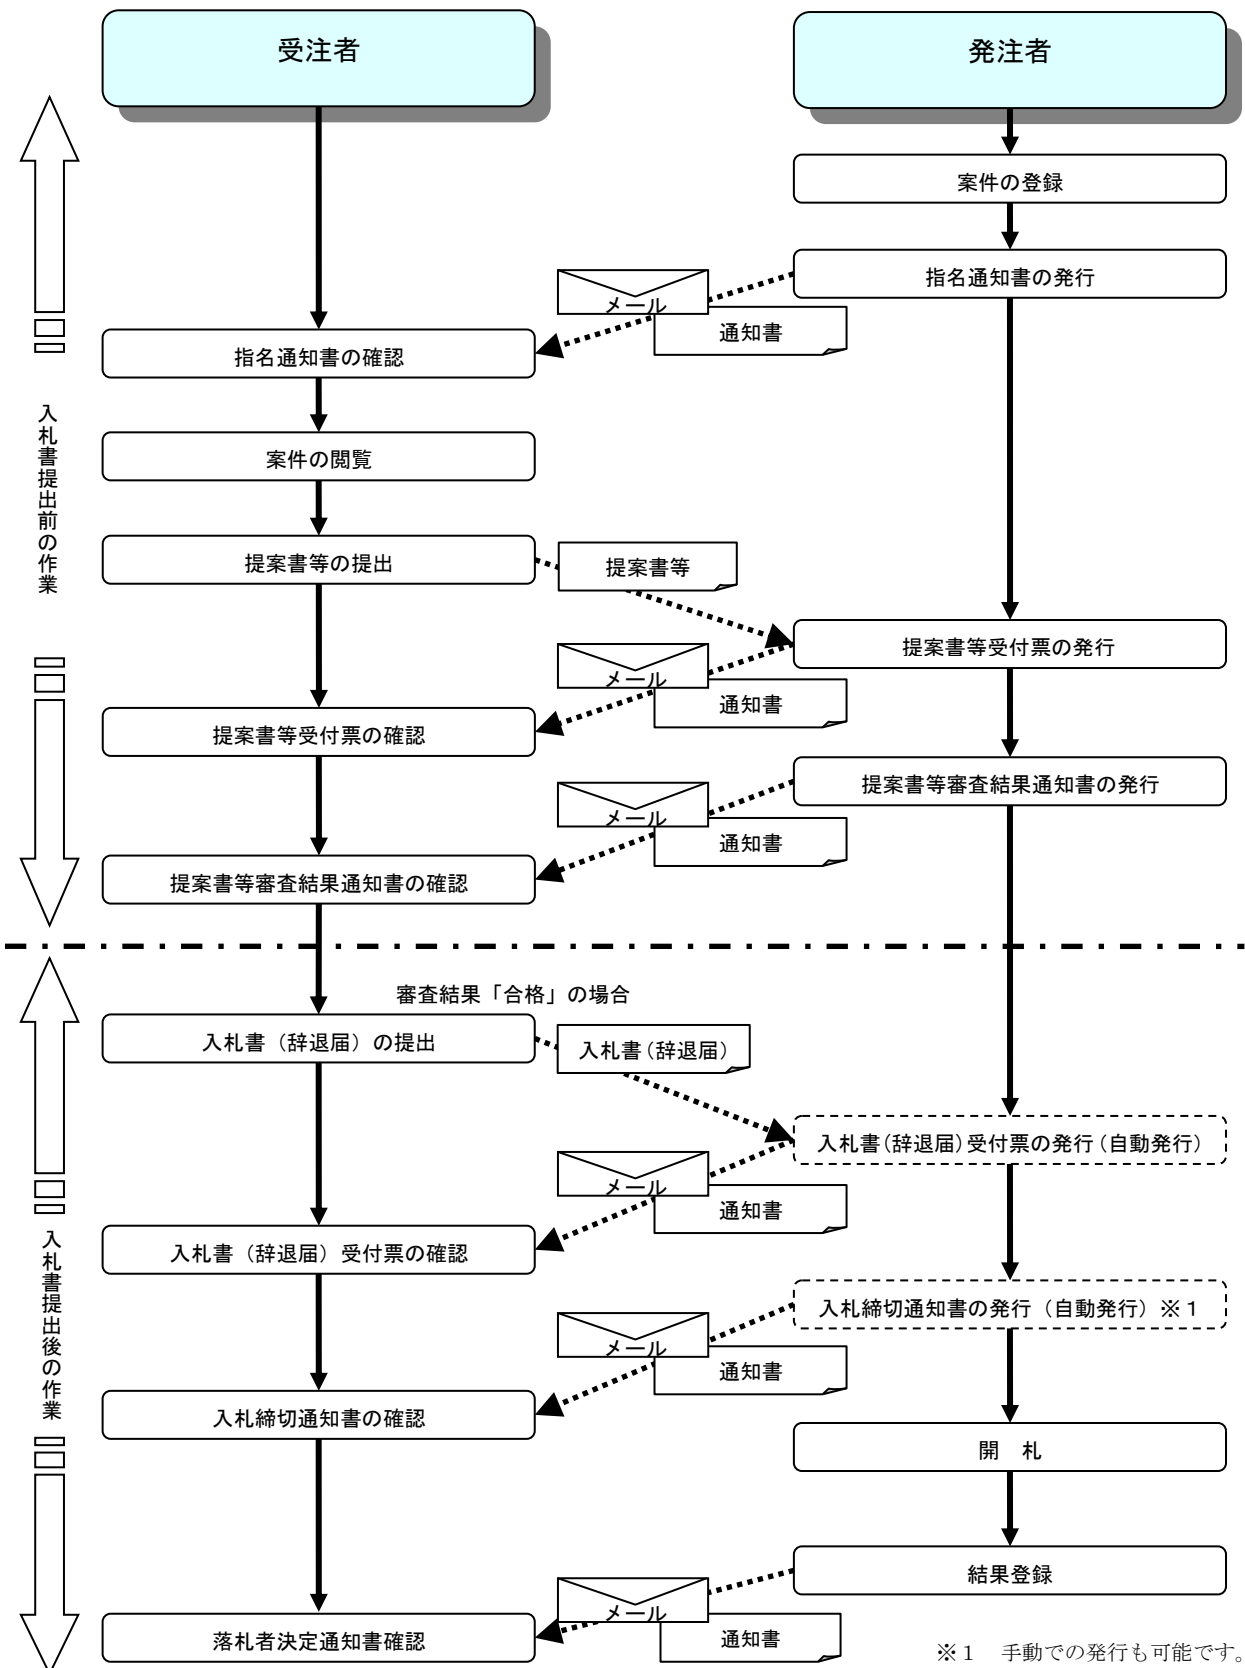 受注者
発注者
案件の登録
指名通知書の発行
メール
通知書
指名通知書の確認
入札書提出前の作業
案件の閲覧
提案書等の提出
提案書等
提案書等受付票の発行
メール
通知書
提案書等受付票の確認
提案書等審査結果通知書の発行
メール
通知書
提案書等審査結果通知書の確認
審査結果「合格」の場合
入札書（辞退届）の提出
入札書（辞退届）
入札書（辞退届）受付票の発行（自動発行）
メール
通知書
入札書（辞退届）受付票の確認
入札書提出後の作業
入札締切通知書の発行（自動発行）※１
メール
通知書
入札締切通知書の確認
開　札
結果登録
メール
通知書
落札者決定通知書確認
※１　手動での発行も可能です。